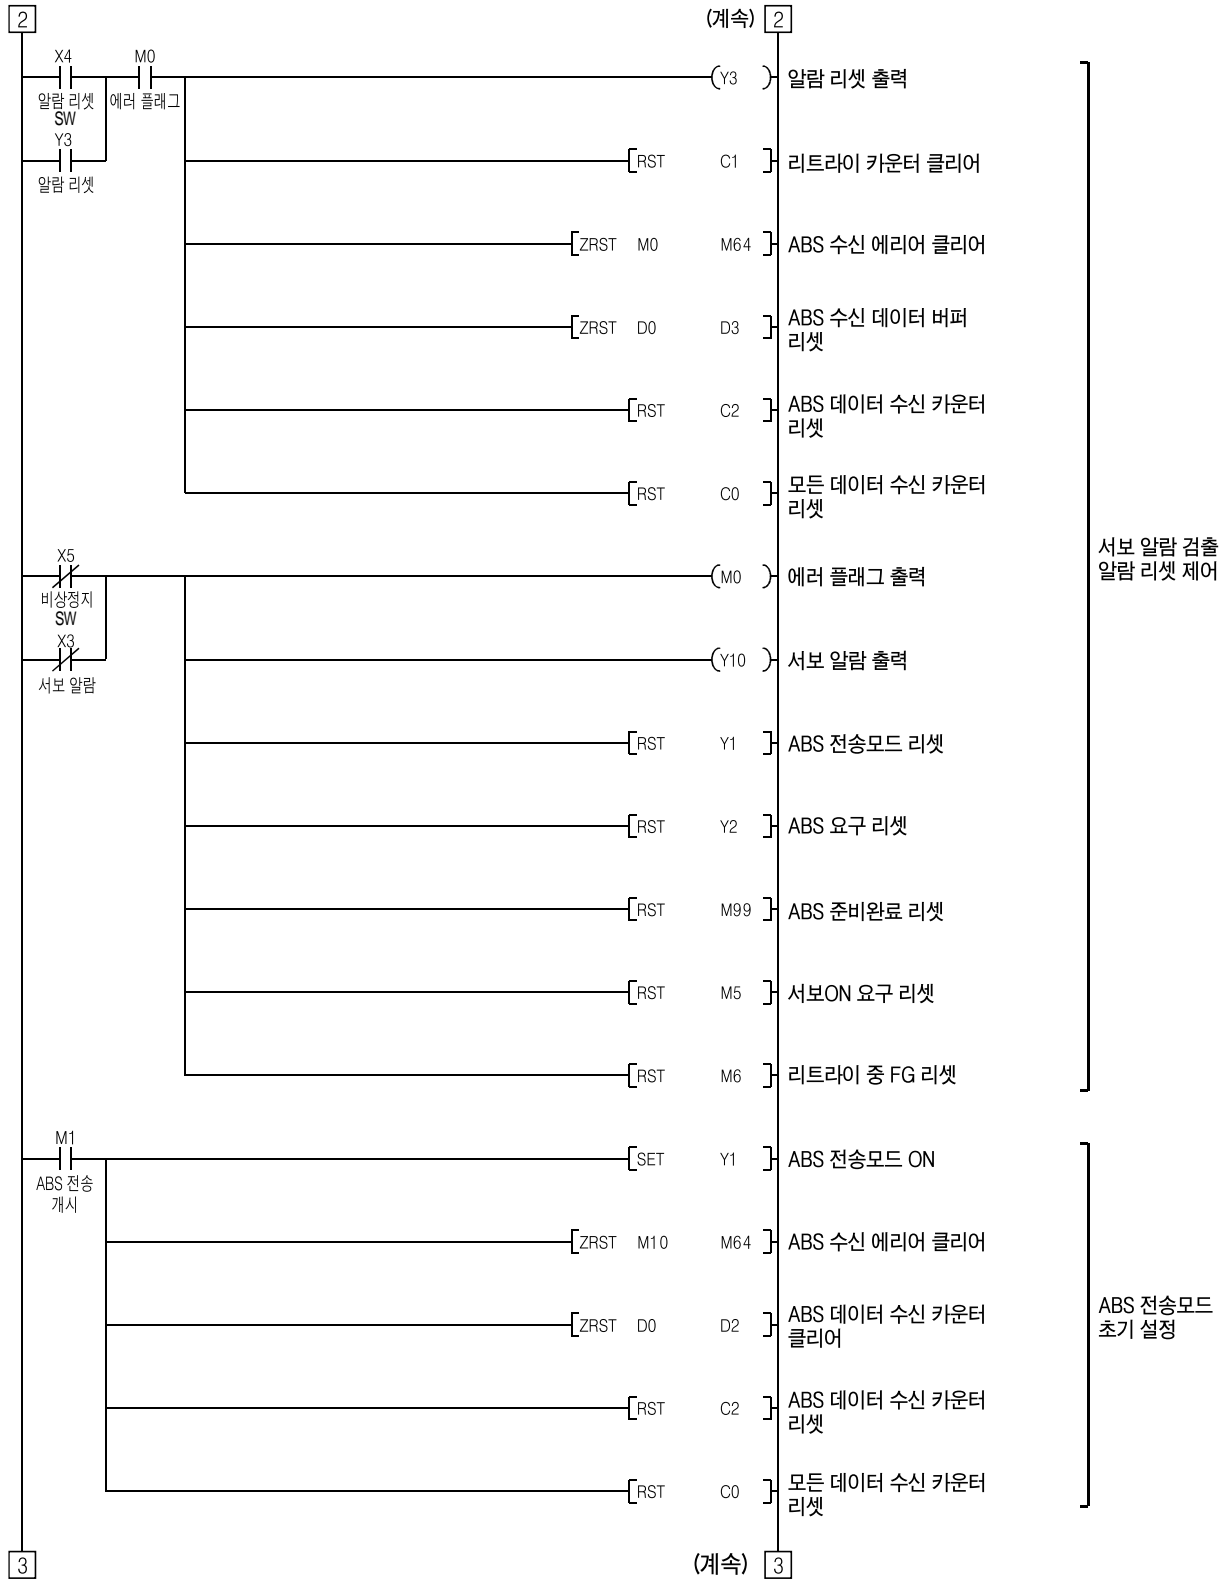 2 (계속) 2
X4 M0
Y3 알람 리셋 출력
알람 리셋 에러 플래그
SW
Y3
RST C1 리트라이 카운터 클리어
알람 리셋
ZRST M0 M64 ABS 수신 에리어 클리어
ZRST D0 D3 ABS 수신 데이터 버퍼
리셋
RST C2 ABS 데이터 수신 카운터
리셋
RST C0 모든 데이터 수신 카운터
리셋
서보 알람 검출
알람 리셋 제어
X5
M0 에러 플래그 출력
비상정지
SW
X3
Y10 서보 알람 출력
서보 알람
RST Y1 ABS 전송모드 리셋
RST Y2 ABS 요구 리셋
RST M99 ABS 준비완료 리셋
RST M5 서보ON 요구 리셋
RST M6 리트라이 중 FG 리셋
M1
SET Y1 ABS 전송모드 ON
ABS 전송
개시
ZRST M10 M64 ABS 수신 에리어 클리어
ZRST D0 D2 ABS 데이터 수신 카운터
클리어
ABS 전송모드
초기 설정
RST C2 ABS 데이터 수신 카운터
리셋
RST C0 모든 데이터 수신 카운터
리셋
3 (계속) 3